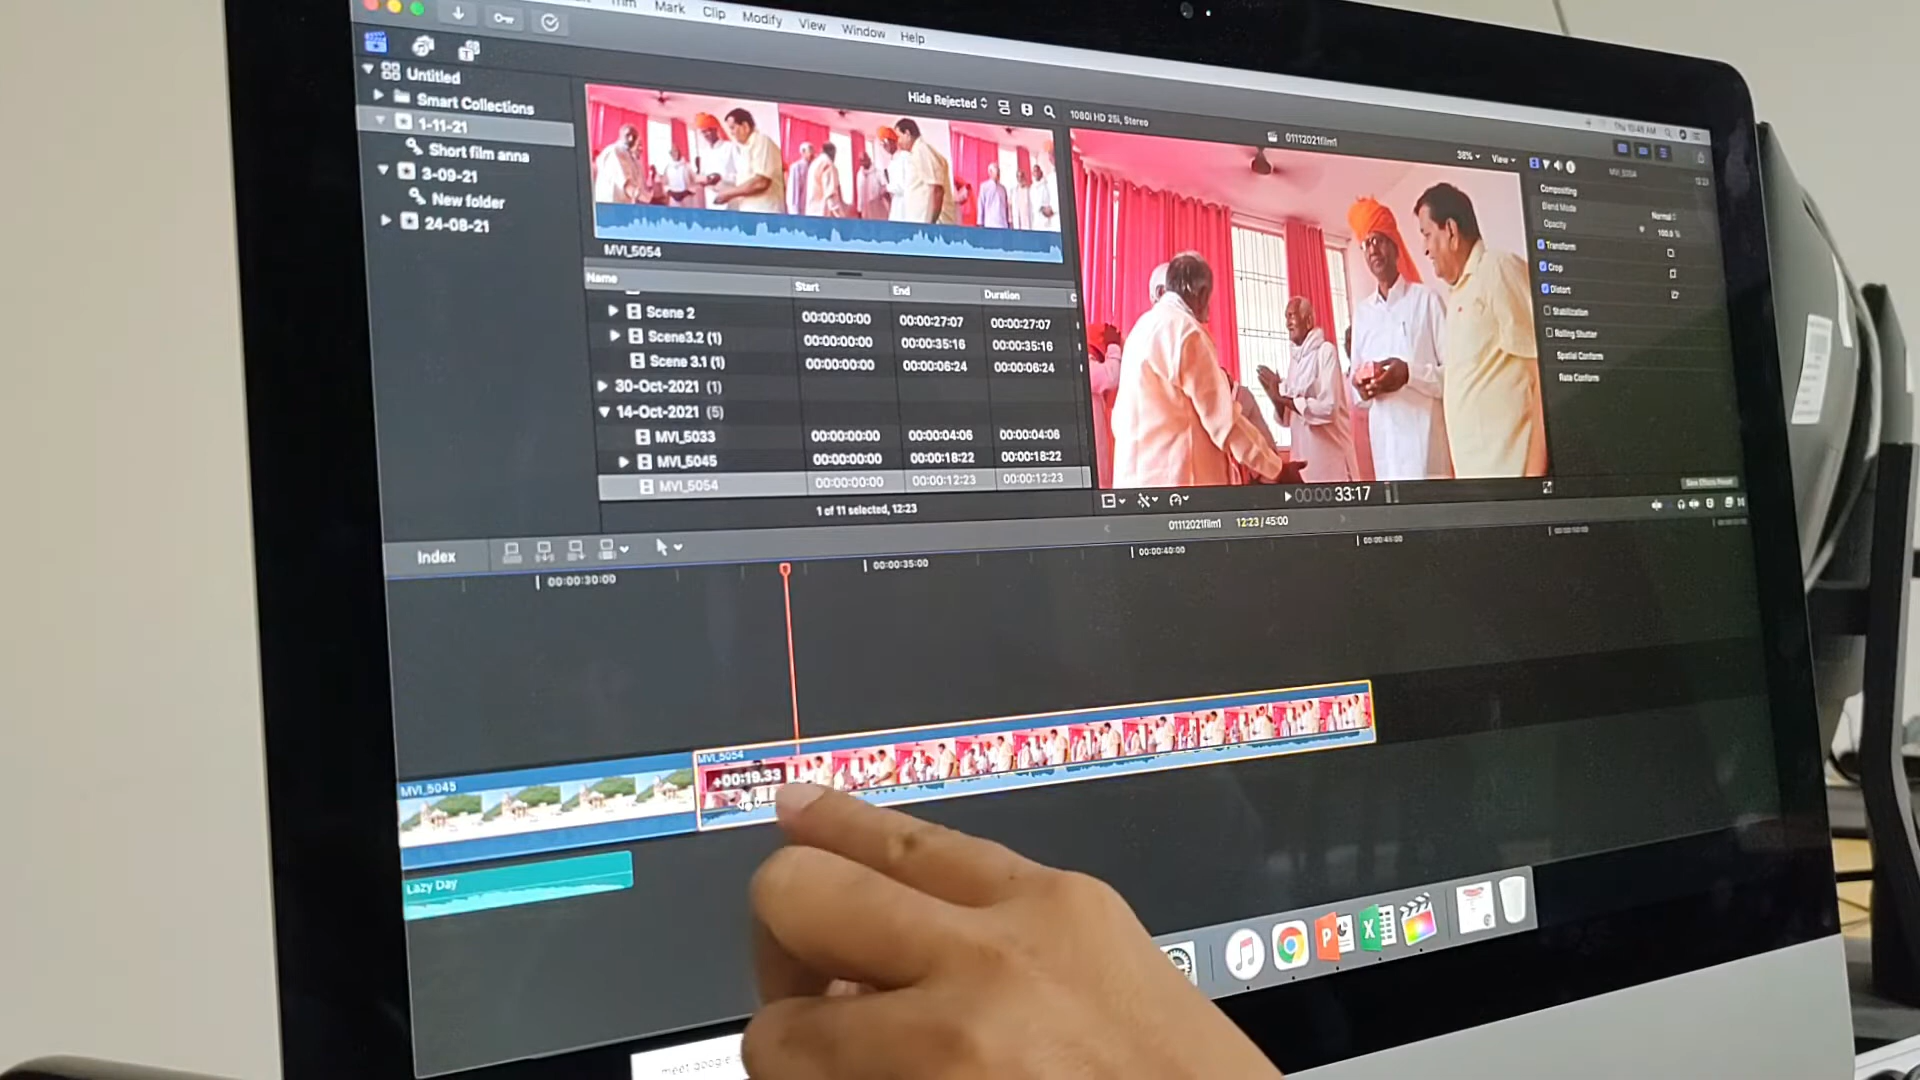 Trim Mark Clip Modify View Window Help
Untitled
Smart Collections
1-11-21
Short film anna
3-09-21
New folder
24-08-21
Hide Rejected
MVI_5054
Name Start End Duration
Scene 2 00:00:00:00 00:00:27:07 00:00:27:07
Scene3.2 (1) 00:00:00:00 00:00:35:16 00:00:35:16
Scene 3.1 (1) 00:00:00:00 00:00:06:24 00:00:06:24
30-Oct-2021 (1)
14-Oct-2021 (5)
MVI_5033 00:00:00:00 00:00:04:06 00:00:04:06
MVI_5045 00:00:00:00 00:00:18:22 00:00:18:22
MVI_5054 00:00:00:00 00:00:12:23 00:00:12:23
1 of 11 selected, 12:23
1080i HD 25i, Stereo
01112021film1
38% View
00:00:33:17
Compositing
Blend Mode Normal
Opacity 100.0 %
Transform
Crop
Distort
Stabilization
Rolling Shutter
Spatial Conform
Rate Conform
Save Effects Preset
Index
01112021film1 12:23 / 45:00
00:00:30:00 00:00:35:00 00:00:40:00 00:00:45:00
MVI_5045
MVI_5054
+00:19.33
Lazy Day
meet google